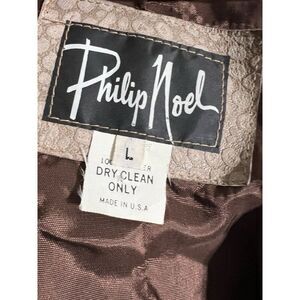 Philip Noel
L
DRY CLEAN
ONLY
MADE IN U.S.A